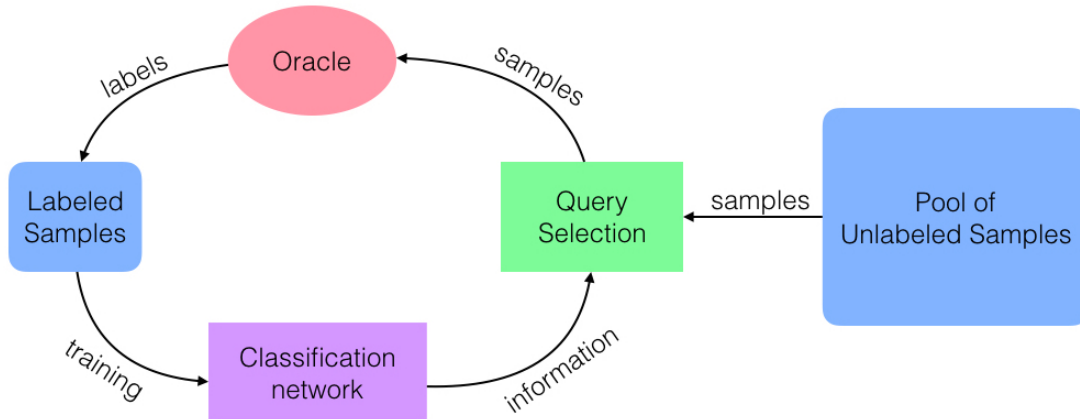 Oracle
labels
samples
Labeled
Samples
Query
Selection
samples
Pool of
Unlabeled Samples
training
Classification
network
information